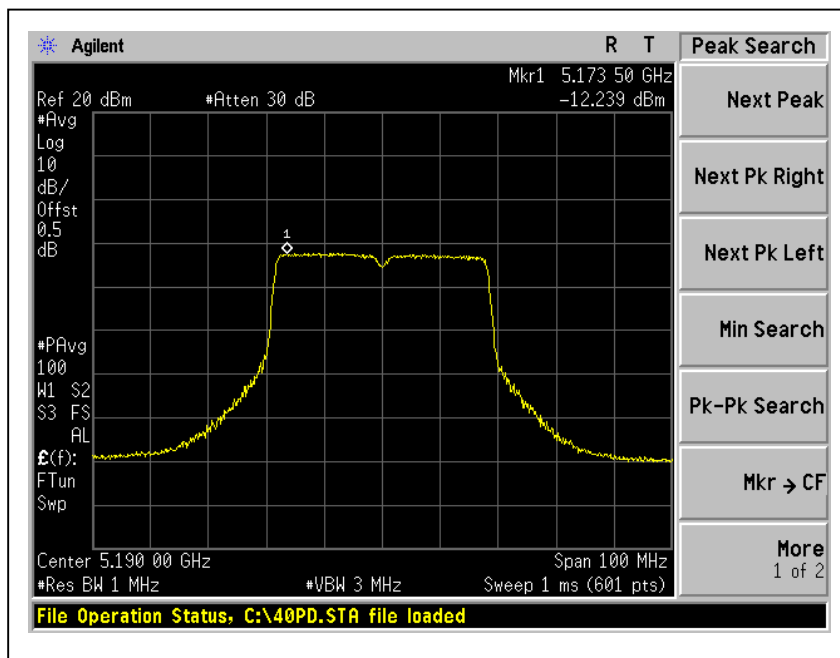 Agilent R T Peak Search
Mkr1 5.173 50 GHz
Ref 20 dBm #Atten 30 dB -12.239 dBm
#Avg
Log
10
dB/
Offst
0.5
dB
1
#PAvg
100
W1 S2
S3 FS
AL
£(f):
FTun
Swp
Center 5.190 00 GHz Span 100 MHz
#Res BW 1 MHz #VBW 3 MHz Sweep 1 ms (601 pts)
File Operation Status, C:\40PD.STA file loaded
Next Peak
Next Pk Right
Next Pk Left
Min Search
Pk-Pk Search
Mkr → CF
More
1 of 2